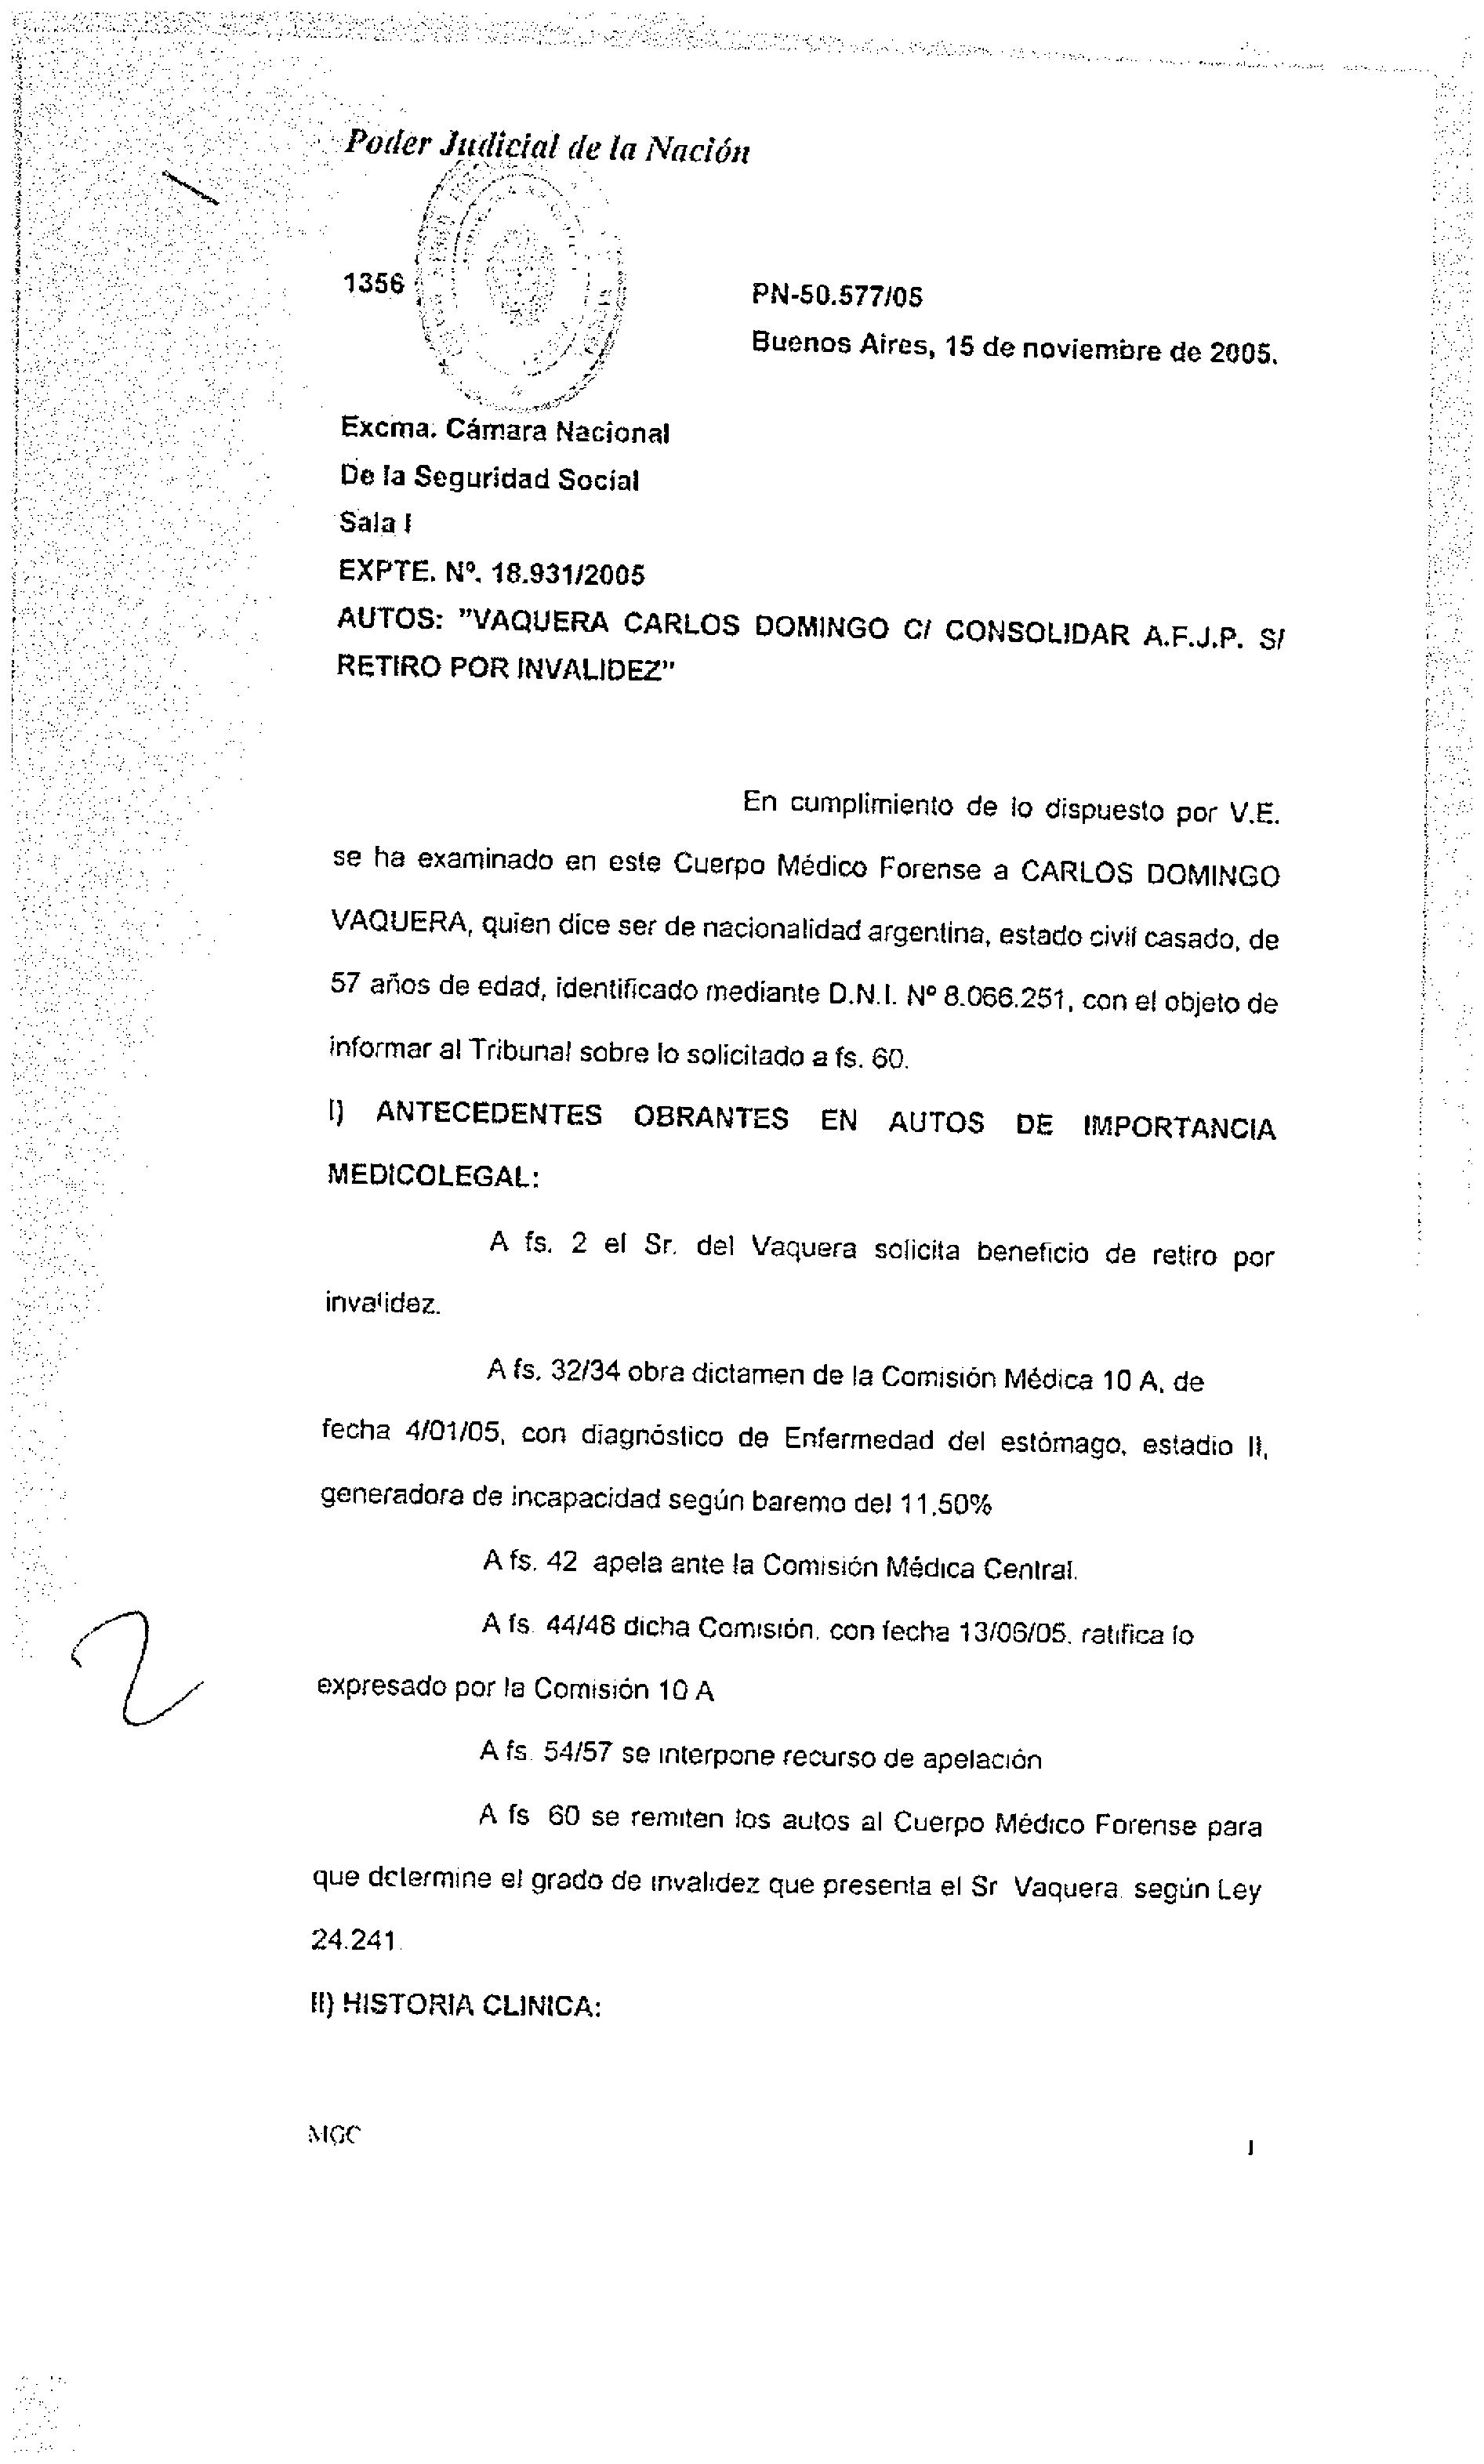 Poder Judicial de la Nación
1356
PN-50.577/05
Buenos Aires, 15 de noviembre de 2005.
Excma. Cámara Nacional
De la Seguridad Social
Sala I
EXPTE. Nº. 18.931/2005
AUTOS: "VAQUERA CARLOS DOMINGO C/ CONSOLIDAR A.F.J.P. S/
RETIRO POR INVALIDEZ"
En cumplimiento de lo dispuesto por V.E.
se ha examinado en este Cuerpo Médico Forense a CARLOS DOMINGO
VAQUERA, quien dice ser de nacionalidad argentina, estado civil casado, de
57 años de edad, identificado mediante D.N.I. Nº 8.066.251, con el objeto de
informar al Tribunal sobre lo solicitado a fs. 60.
I) ANTECEDENTES OBRANTES EN AUTOS DE IMPORTANCIA
MEDICOLEGAL:
A fs. 2 el Sr. del Vaquera solicita beneficio de retiro por
invalidez.
A fs. 32/34 obra dictamen de la Comisión Médica 10 A, de
fecha 4/01/05, con diagnóstico de Enfermedad del estómago, estadio II,
generadora de incapacidad según baremo del 11,50%
A fs. 42 apela ante la Comisión Médica Central.
A fs. 44/48 dicha Comisión, con fecha 13/06/05, ratifica lo
expresado por la Comisión 10 A
A fs. 54/57 se interpone recurso de apelación
A fs 60 se remiten los autos al Cuerpo Médico Forense para
que determine el grado de invalidez que presenta el Sr Vaquera según Ley
24.241.
II) HISTORIA CLINICA:
MGC
1
2